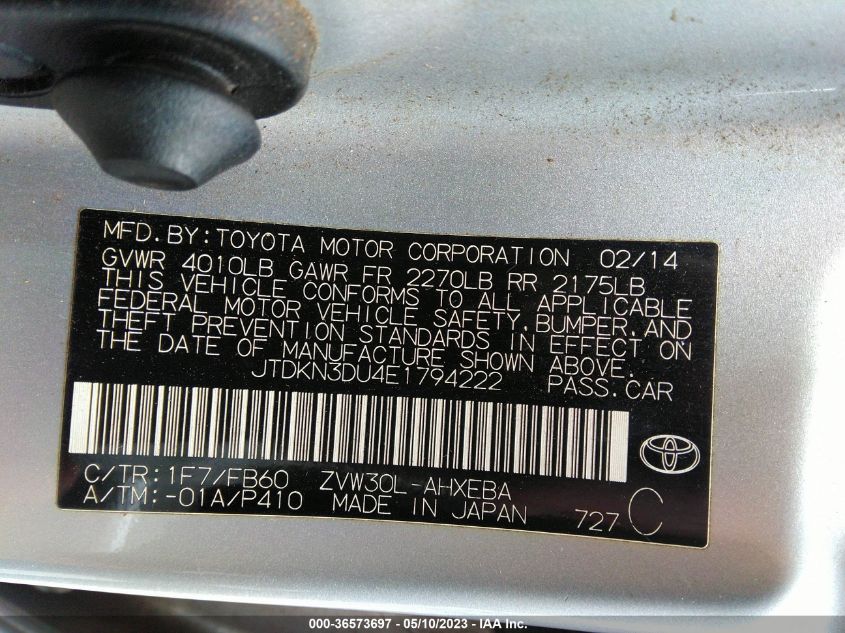 MFD.BY:TOYOTA MOTOR CORPORATION 02/14
GVWR 4010LB GAWR FR 2270LB RR 2175LB
THIS VEHICLE CONFORMS TO ALL APPLICABLE
FEDERAL MOTOR VEHICLE SAFETY,BUMPER,AND
THEFT PREVENTION STANDARDS IN EFFECT ON
THE DATE OF MANUFACTURE SHOWN ABOVE.
JTDKN3DU4E1794222 PASS.CAR
C/TR:1F7/FB60 ZVW30L-AHXEBA
A/TM:-01A/P410 MADE IN JAPAN 727 C
000-36573697 - 05/10/2023 - IAA Inc.